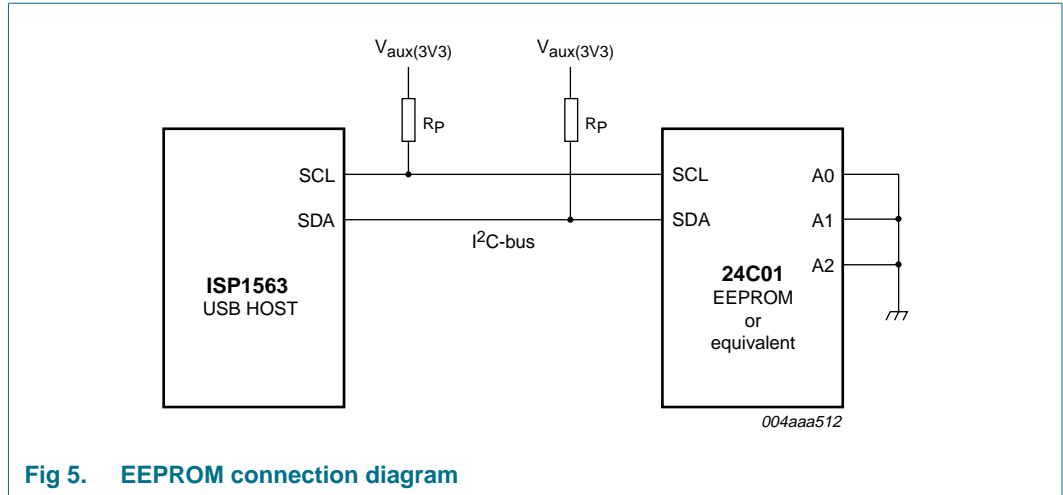 Vaux(3V3) Vaux(3V3)
RP RP
SCL SCL A0
SDA SDA A1
I2C-bus
A2
ISP1563
USB HOST
24C01
EEPROM
or
equivalent
004aaa512
Fig 5. EEPROM connection diagram